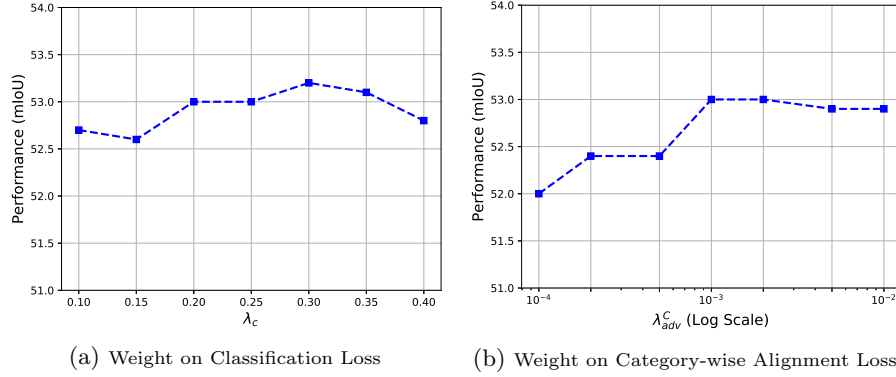 54.0
53.5
53.0
52.5
52.0
51.5
51.0
Performance (mIoU)
0.10 0.15 0.20 0.25 0.30 0.35 0.40
λ_c
(a) Weight on Classification Loss
54.0
53.5
53.0
52.5
52.0
51.5
51.0
Performance (mIoU)
10⁻⁴ 10⁻³ 10⁻²
λ^C_adv (Log Scale)
(b) Weight on Category-wise Alignment Loss